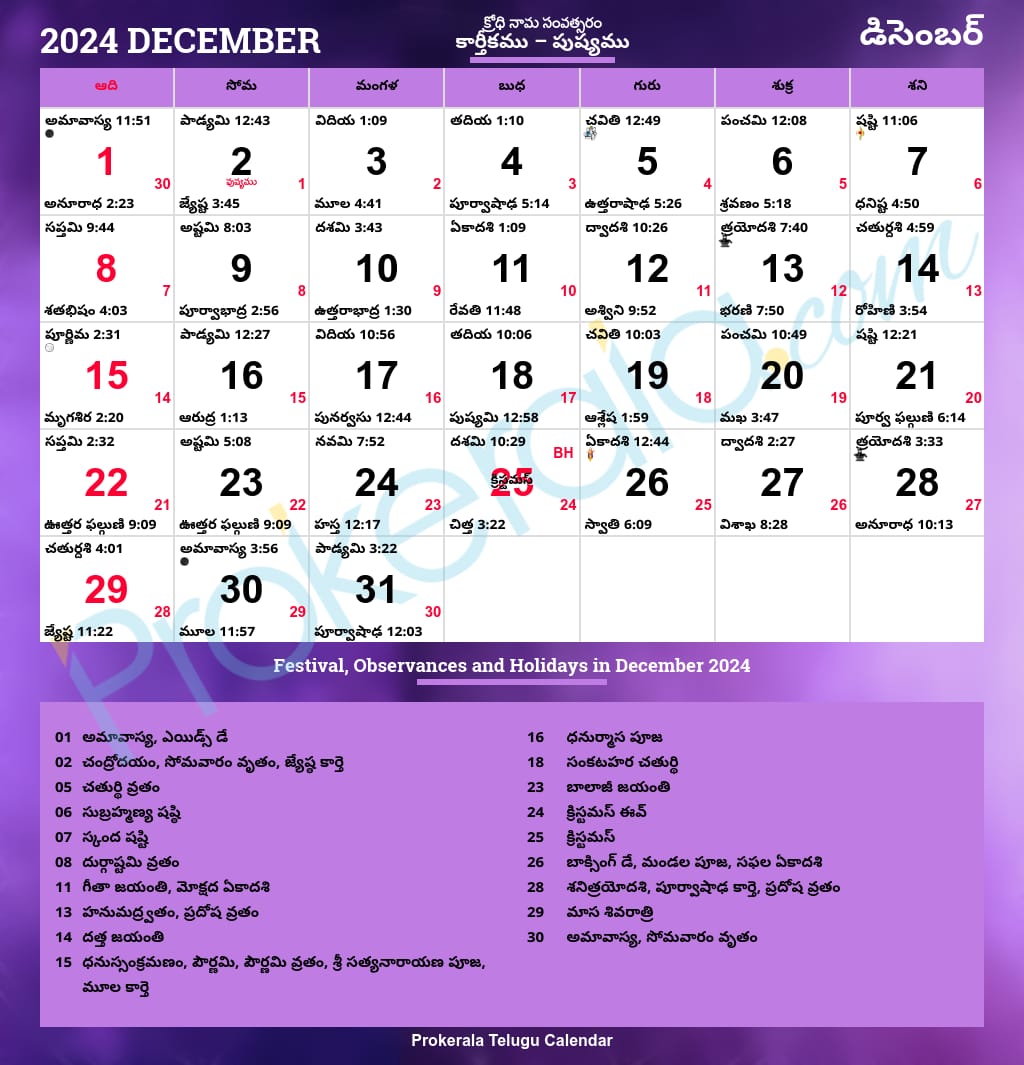 2024 DECEMBER
క్రోధి నామ సంవత్సరం
కార్తీకము – పుష్యము
డిసెంబర్
ఆది సోమ మంగళ బుధ గురు శుక్ర శని
అమావాస్య 11:51 పాడ్యమి 12:43 విదియ 1:09 తదియ 1:10 చవితి 12:49 పంచమి 12:08 షష్టి 11:06
1 2 3 4 5 6 7
పుష్యము
30 1 2 3 4 5 6
అనూరాధ 2:23 జ్యేష్ట 3:45 మూల 4:41 పూర్వాషాఢ 5:14 ఉత్తరాషాఢ 5:26 శ్రవణం 5:18 ధనిష్ట 4:50
సప్తమి 9:44 అష్టమి 8:03 దశమి 3:43 ఏకాదశి 1:09 ద్వాదశి 10:26 త్రయోదశి 7:40 చతుర్దశి 4:59
8 9 10 11 12 13 14
7 8 9 10 11 12 13
శతభిషం 4:03 పూర్వాభాద్ర 2:56 ఉత్తరాభాద్ర 1:30 రేవతి 11:48 అశ్విని 9:52 భరణి 7:50 రోహిణి 3:54
పూర్ణిమ 2:31 పాడ్యమి 12:27 విదియ 10:56 తదియ 10:06 చవితి 10:03 పంచమి 10:49 షష్టి 12:21
15 16 17 18 19 20 21
14 15 16 17 18 19 20
మృగశిర 2:20 ఆరుద్ర 1:13 పునర్వసు 12:44 పుష్యమి 12:58 ఆశ్లేష 1:59 మఖ 3:47 పూర్వ ఫల్గుణి 6:14
సప్తమి 2:32 అష్టమి 5:08 నవమి 7:52 దశమి 10:29 ఏకాదశి 12:44 ద్వాదశి 2:27 త్రయోదశి 3:33
BH
22 23 24 25 26 27 28
క్రిస్టమస్
21 22 23 24 25 26 27
ఊత్తర ఫల్గుణి 9:09 ఊత్తర ఫల్గుణి 9:09 హస్త 12:17 చిత్త 3:22 స్వాతి 6:09 విశాఖ 8:28 అనూరాధ 10:13
చతుర్దశి 4:01 అమావాస్య 3:56 పాడ్యమి 3:22
29 30 31
28 29 30
జ్యేష్ట 11:22 మూల 11:57 పూర్వాషాఢ 12:03
Prokerala.com
Festival, Observances and Holidays in December 2024
01 అమావాస్య, ఎయిడ్స్ డే
02 చంద్రోదయం, సోమవారం వృతం, జ్యేష్ఠ కార్తె
05 చతుర్థి వ్రతం
06 సుబ్రహ్మణ్య షష్ఠి
07 స్కంద షష్టి
08 దుర్గాష్టమి వ్రతం
11 గీతా జయంతి, మోక్షద ఏకాదశి
13 హనుమద్ర్వతం, ప్రదోష వ్రతం
14 దత్త జయంతి
15 ధనుస్సంక్రమణం, పౌర్ణమి, పౌర్ణమి వ్రతం, శ్రీ సత్యనారాయణ పూజ,
మూల కార్తె
16 ధనుర్మాస పూజ
18 సంకటహర చతుర్థి
23 బాలాజీ జయంతి
24 క్రిస్టమస్ ఈవ్
25 క్రిస్టమస్
26 బాక్సింగ్ డే, మండల పూజ, సఫల ఏకాదశి
28 శనిత్రయోదశి, పూర్వాషాఢ కార్తె, ప్రదోష వ్రతం
29 మాస శివరాత్రి
30 అమావాస్య, సోమవారం వృతం
Prokerala Telugu Calendar